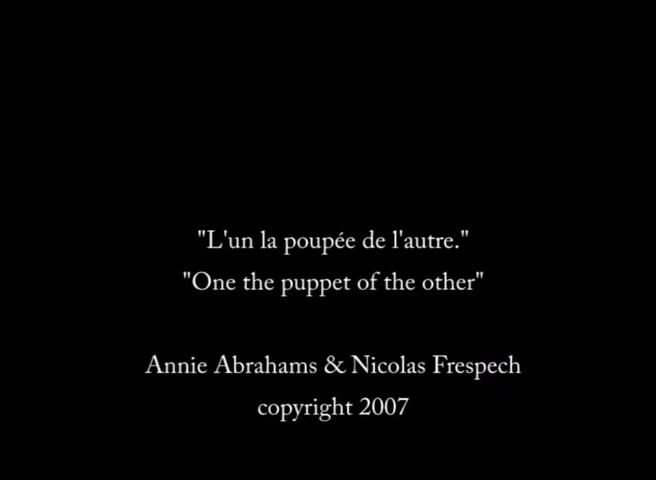 "L'un la poupée de l'autre."
"One the puppet of the other"
Annie Abrahams & Nicolas Frespech
copyright 2007